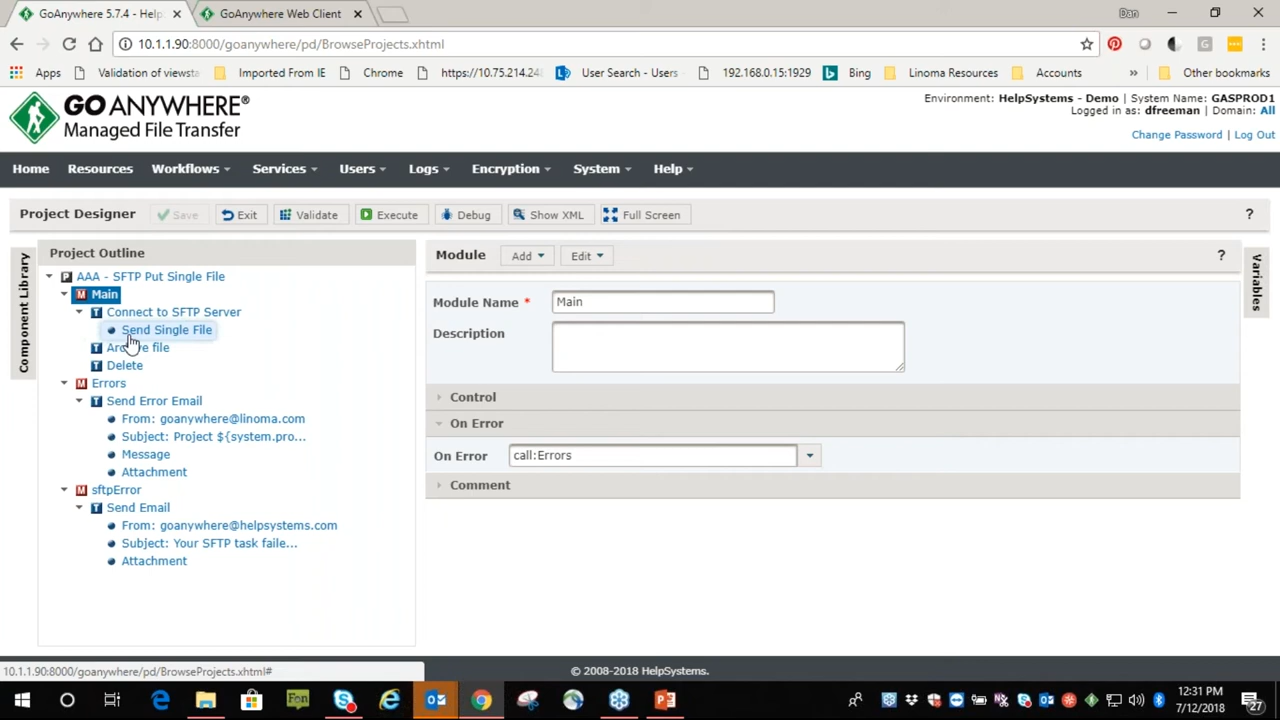 GoAnywhere 5.7.4 - Help
GoAnywhere Web Client
Dan
10.1.1.90:8000/goanywhere/pd/BrowseProjects.xhtml
Apps
Validation of viewsta
Imported From IE
Chrome
https://10.75.214.24
User Search - Users
192.168.0.15:1929
Bing
Linoma Resources
Accounts
»
Other bookmarks
GO ANYWHERE®
Managed File Transfer
Environment: HelpSystems - Demo | System Name: GASPROD1
Logged in as: dfreeman | Domain: All
Change Password | Log Out
Home Resources Workflows Services Users Logs Encryption System Help
Project Designer Save Exit Validate Execute Debug Show XML Full Screen ?
Component Library
Project Outline
P AAA - SFTP Put Single File
M Main
T Connect to SFTP Server
Send Single File
T Archive file
T Delete
M Errors
T Send Error Email
From: goanywhere@linoma.com
Subject: Project ${system.pro...
Message
Attachment
M sftpError
T Send Email
From: goanywhere@helpsystems.com
Subject: Your SFTP task faile...
Attachment
Module Add Edit ?
Module Name * Main
Description
Control
On Error
On Error call:Errors
Comment
Variables
10.1.1.90:8000/goanywhere/pd/BrowseProjects.xhtml#
© 2008-2018 HelpSystems.
12:31 PM
7/12/2018
27